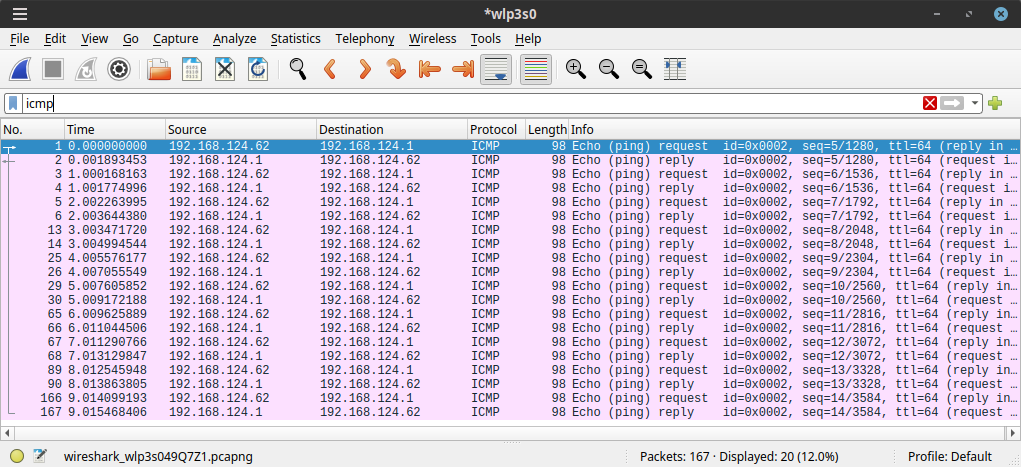 *wlp3s0
File Edit View Go Capture Analyze Statistics Telephony Wireless Tools Help
icmp
No. Time Source Destination Protocol Length Info
1 0.000000000 192.168.124.62 192.168.124.1 ICMP 98 Echo (ping) request id=0x0002, seq=5/1280, ttl=64 (reply in …
2 0.001893453 192.168.124.1 192.168.124.62 ICMP 98 Echo (ping) reply id=0x0002, seq=5/1280, ttl=64 (request i…
3 1.000168163 192.168.124.62 192.168.124.1 ICMP 98 Echo (ping) request id=0x0002, seq=6/1536, ttl=64 (reply in …
4 1.001774996 192.168.124.1 192.168.124.62 ICMP 98 Echo (ping) reply id=0x0002, seq=6/1536, ttl=64 (request i…
5 2.002263995 192.168.124.62 192.168.124.1 ICMP 98 Echo (ping) request id=0x0002, seq=7/1792, ttl=64 (reply in …
6 2.003644380 192.168.124.1 192.168.124.62 ICMP 98 Echo (ping) reply id=0x0002, seq=7/1792, ttl=64 (request i…
13 3.003471720 192.168.124.62 192.168.124.1 ICMP 98 Echo (ping) request id=0x0002, seq=8/2048, ttl=64 (reply in …
14 3.004994544 192.168.124.1 192.168.124.62 ICMP 98 Echo (ping) reply id=0x0002, seq=8/2048, ttl=64 (request i…
25 4.005576177 192.168.124.62 192.168.124.1 ICMP 98 Echo (ping) request id=0x0002, seq=9/2304, ttl=64 (reply in …
26 4.007055549 192.168.124.1 192.168.124.62 ICMP 98 Echo (ping) reply id=0x0002, seq=9/2304, ttl=64 (request i…
29 5.007605852 192.168.124.62 192.168.124.1 ICMP 98 Echo (ping) request id=0x0002, seq=10/2560, ttl=64 (reply in…
30 5.009172188 192.168.124.1 192.168.124.62 ICMP 98 Echo (ping) reply id=0x0002, seq=10/2560, ttl=64 (request …
65 6.009625889 192.168.124.62 192.168.124.1 ICMP 98 Echo (ping) request id=0x0002, seq=11/2816, ttl=64 (reply in…
66 6.011044506 192.168.124.1 192.168.124.62 ICMP 98 Echo (ping) reply id=0x0002, seq=11/2816, ttl=64 (request …
67 7.011290766 192.168.124.62 192.168.124.1 ICMP 98 Echo (ping) request id=0x0002, seq=12/3072, ttl=64 (reply in…
68 7.013129847 192.168.124.1 192.168.124.62 ICMP 98 Echo (ping) reply id=0x0002, seq=12/3072, ttl=64 (request …
89 8.012545948 192.168.124.62 192.168.124.1 ICMP 98 Echo (ping) request id=0x0002, seq=13/3328, ttl=64 (reply in…
90 8.013863805 192.168.124.1 192.168.124.62 ICMP 98 Echo (ping) reply id=0x0002, seq=13/3328, ttl=64 (request …
166 9.014099193 192.168.124.62 192.168.124.1 ICMP 98 Echo (ping) request id=0x0002, seq=14/3584, ttl=64 (reply in…
167 9.015468406 192.168.124.1 192.168.124.62 ICMP 98 Echo (ping) reply id=0x0002, seq=14/3584, ttl=64 (request …
wireshark_wlp3s049Q7Z1.pcapng Packets: 167 · Displayed: 20 (12.0%) Profile: Default